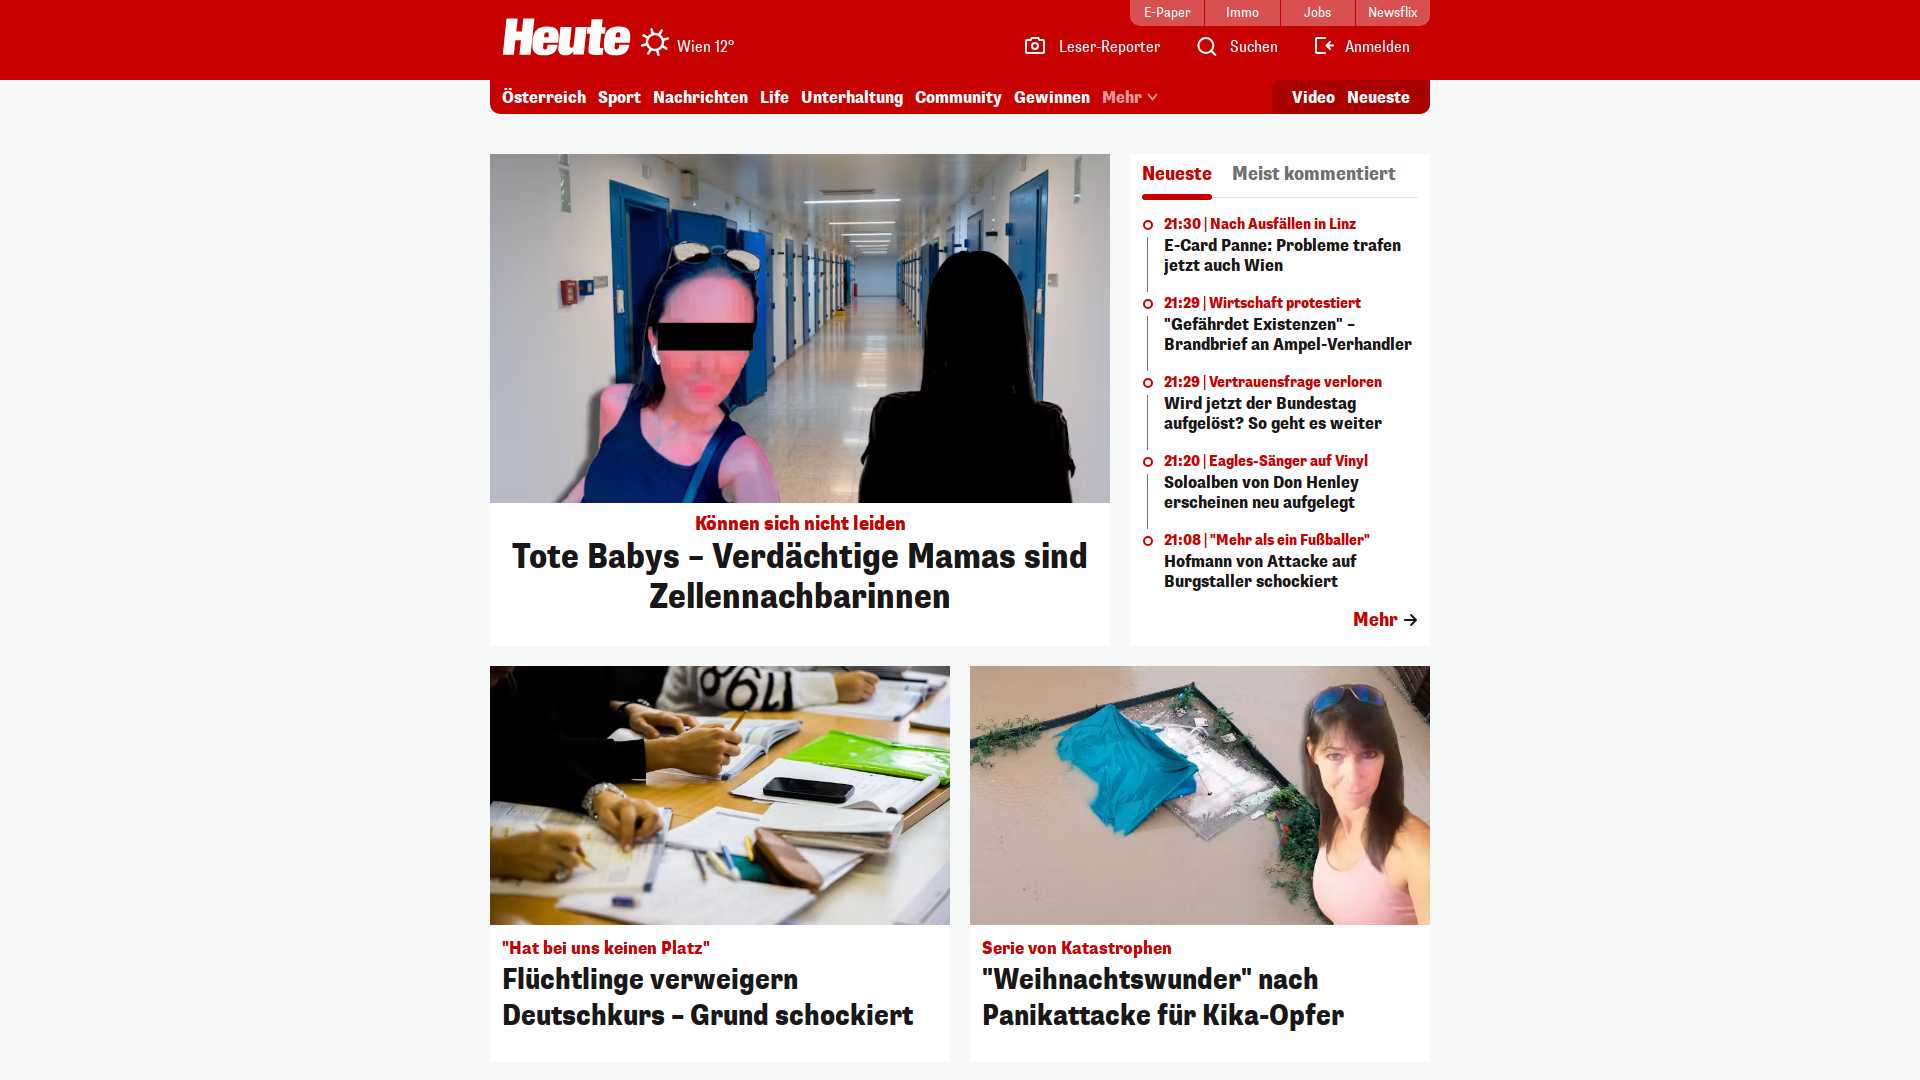 Heute
Wien 12°
E-Paper
Immo
Jobs
Newsflix
Leser-Reporter
Suchen
Anmelden
Österreich Sport Nachrichten Life Unterhaltung Community Gewinnen Mehr
Video Neueste
Können sich nicht leiden
Tote Babys – Verdächtige Mamas sind
Zellennachbarinnen
Neueste
Meist kommentiert
21:30 | Nach Ausfällen in Linz
E-Card Panne: Probleme trafen
jetzt auch Wien
21:29 | Wirtschaft protestiert
"Gefährdet Existenzen" –
Brandbrief an Ampel-Verhandler
21:29 | Vertrauensfrage verloren
Wird jetzt der Bundestag
aufgelöst? So geht es weiter
21:20 | Eagles-Sänger auf Vinyl
Soloalben von Don Henley
erscheinen neu aufgelegt
21:08 | "Mehr als ein Fußballer"
Hofmann von Attacke auf
Burgstaller schockiert
Mehr
"Hat bei uns keinen Platz"
Flüchtlinge verweigern
Deutschkurs – Grund schockiert
Serie von Katastrophen
"Weihnachtswunder" nach
Panikattacke für Kika-Opfer